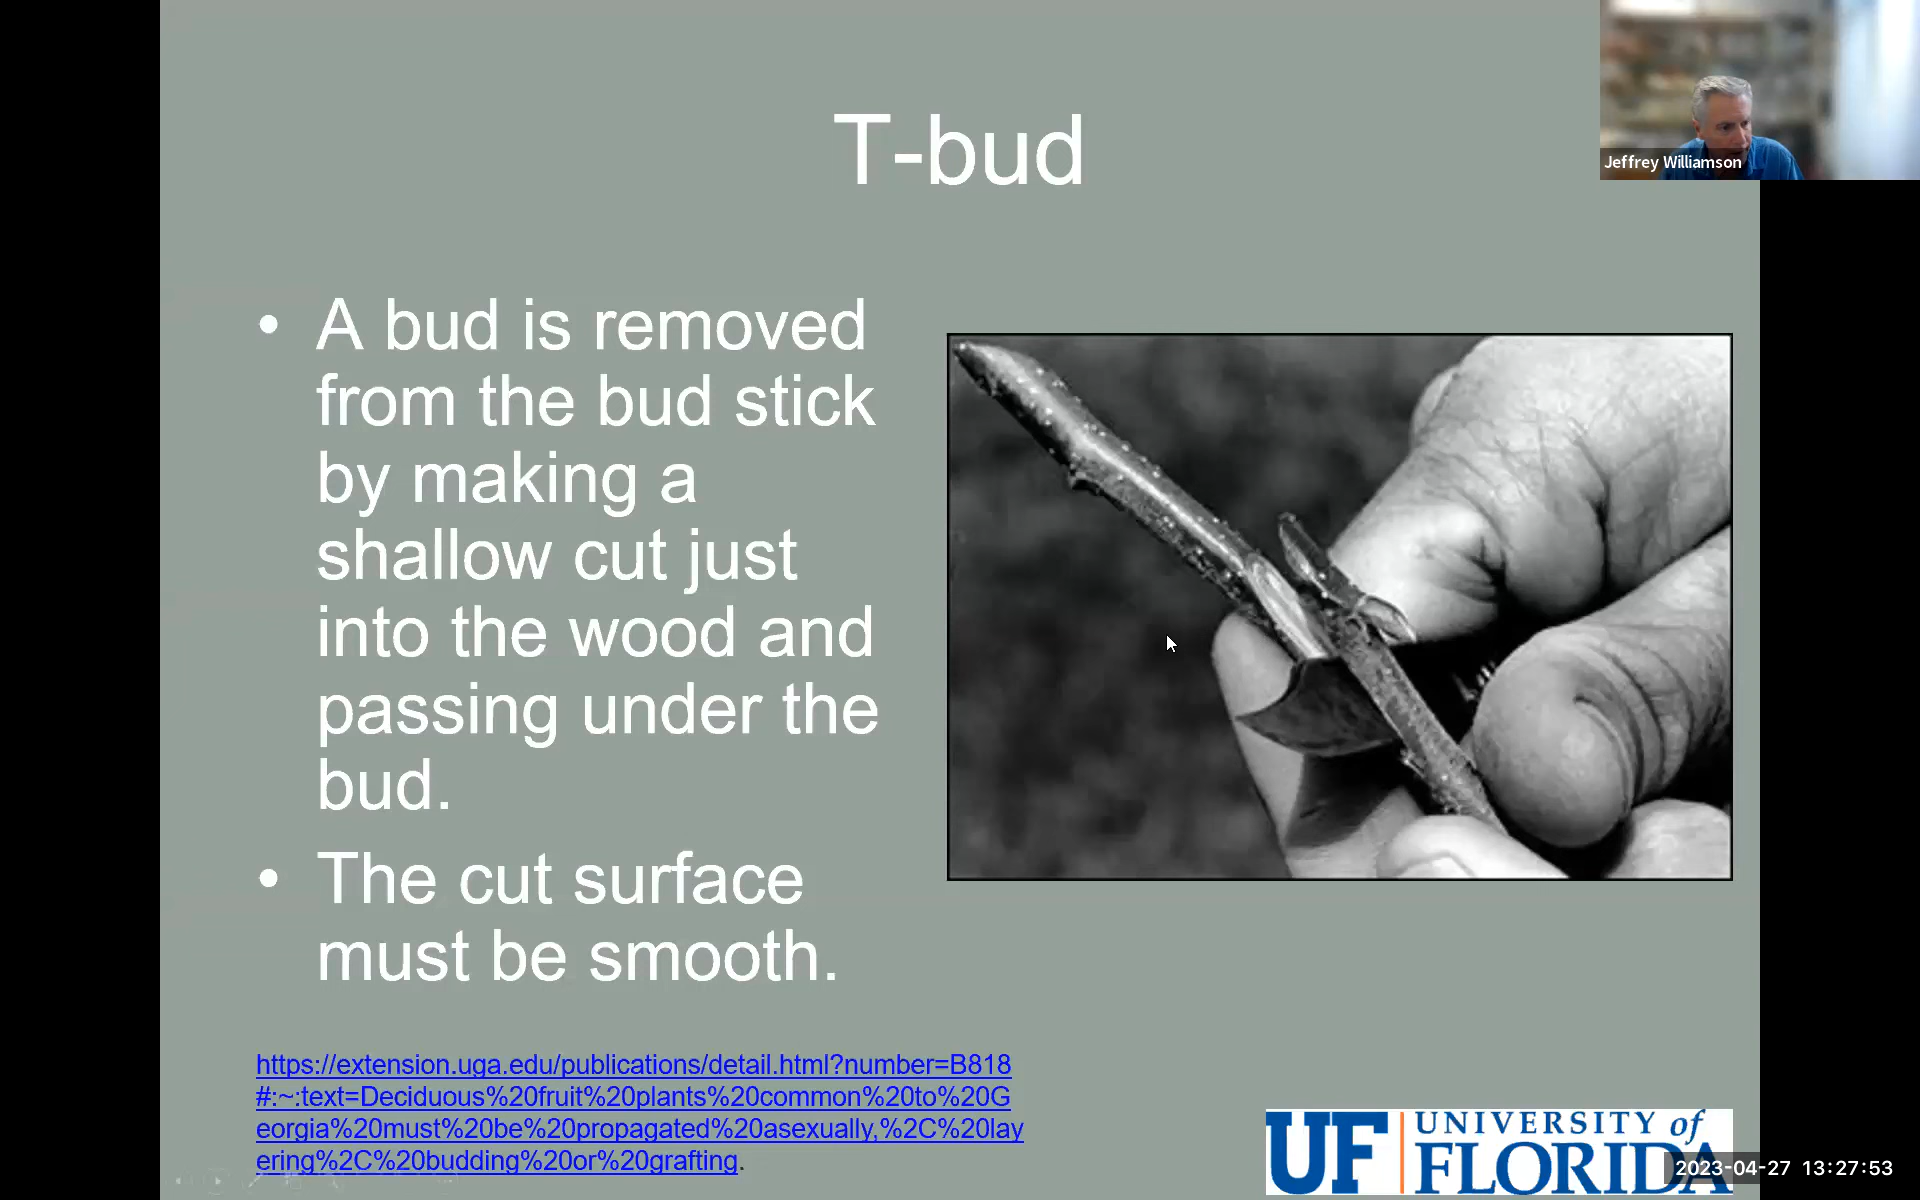 T-bud
Jeffrey Williamson
• A bud is removed
from the bud stick
by making a
shallow cut just
into the wood and
passing under the
bud.
• The cut surface
must be smooth.
https://extension.uga.edu/publications/detail.html?number=B818
#:~:text=Deciduous%20fruit%20plants%20common%20to%20G
eorgia%20must%20be%20propagated%20asexually,%2C%20lay
ering%2C%20budding%20or%20grafting.
UF UNIVERSITY of
FLORIDA
2023-04-27 13:27:53